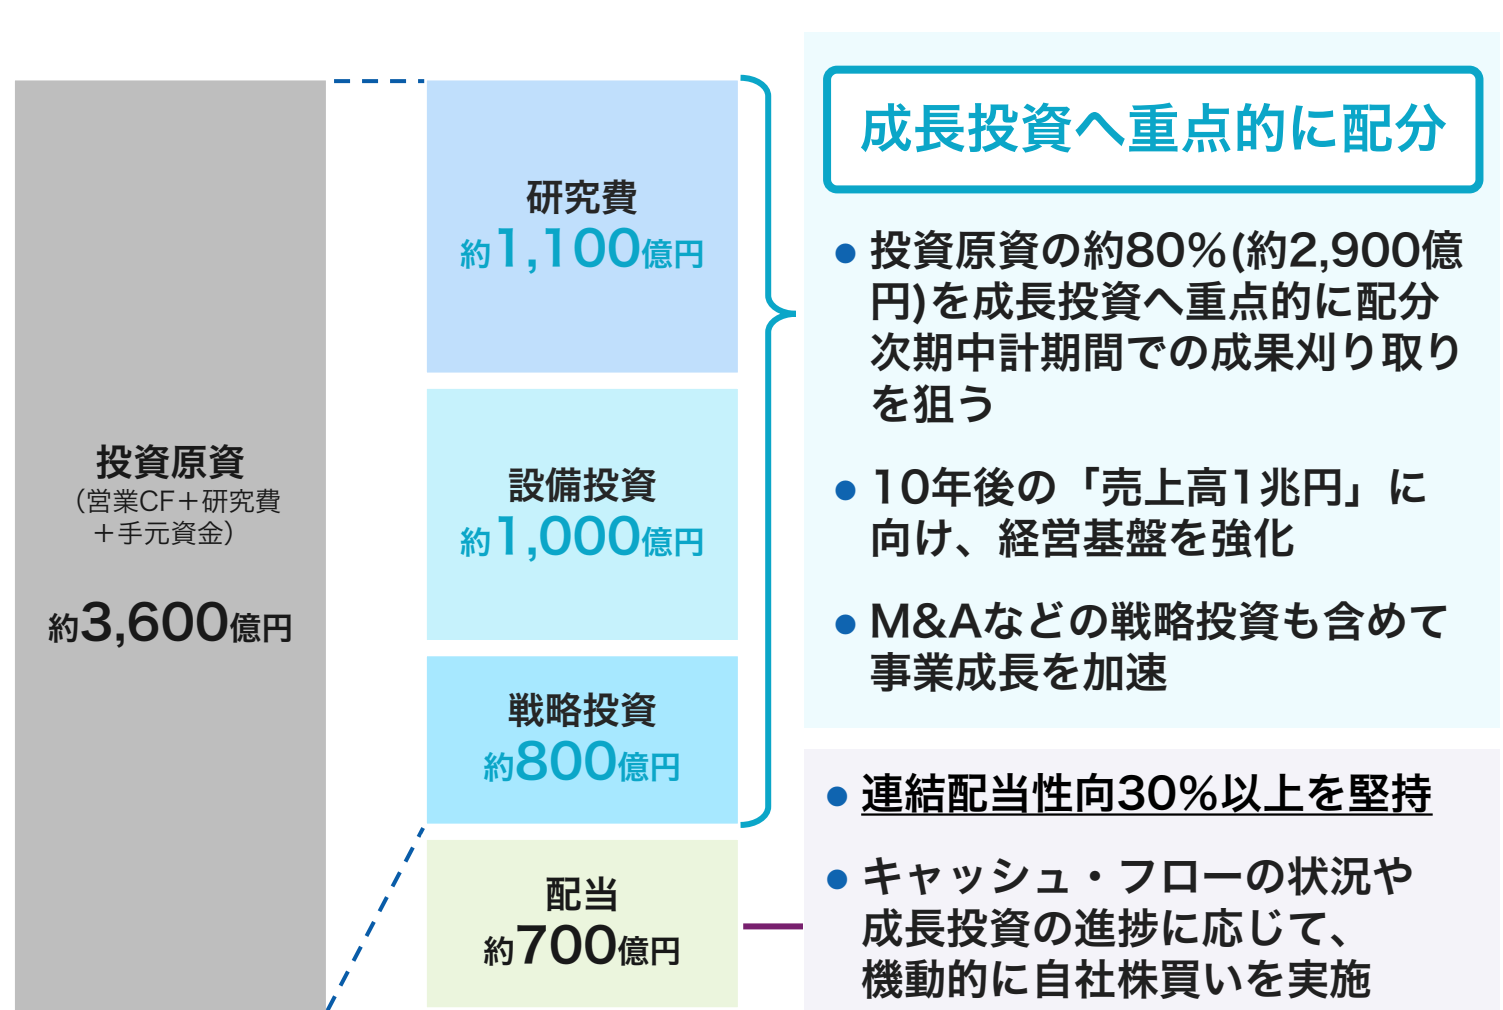 投資原資
（営業CF＋研究費
＋手元資金）
約3,600億円
研究費
約1,100億円
設備投資
約1,000億円
戦略投資
約800億円
配当
約700億円
成長投資へ重点的に配分
● 投資原資の約80％(約2,900億
円)を成長投資へ重点的に配分
次期中計期間での成果刈り取り
を狙う
● 10年後の「売上高1兆円」に
向け、経営基盤を強化
● M&Aなどの戦略投資も含めて
事業成長を加速
● 連結配当性向30％以上を堅持
● キャッシュ・フローの状況や
成長投資の進捗に応じて、
機動的に自社株買いを実施